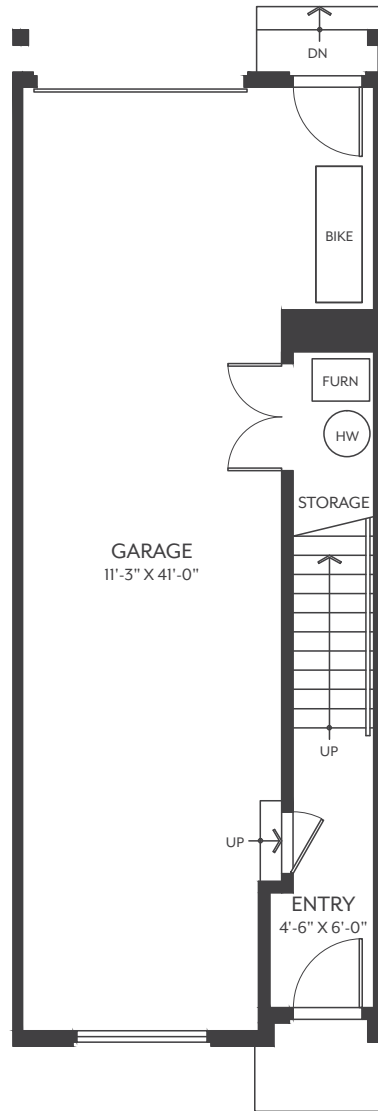 DN
BIKE
FURN
HW
STORAGE
GARAGE
11'-3" X 41'-0"
UP
UP
ENTRY
4'-6" X 6'-0"